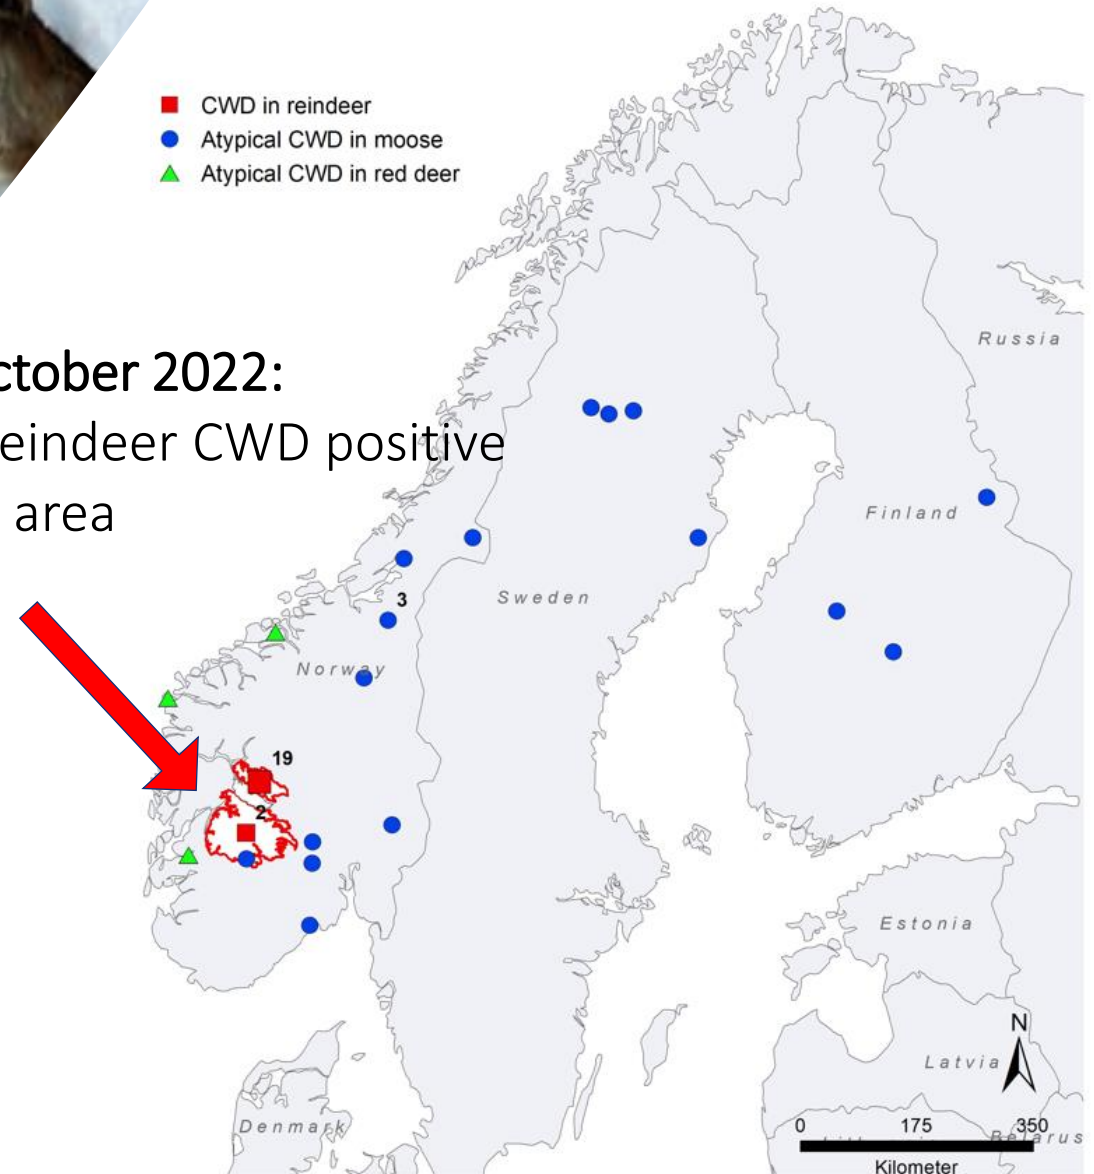 CWD in reindeer
Atypical CWD in moose
Atypical CWD in red deer
ctober 2022:
eindeer CWD positive
area
Russia
Finland
Sweden
3
Norway
19
2
Estonia
N
Latvia
Denmark
0 175 350
Belarus
Kilometer